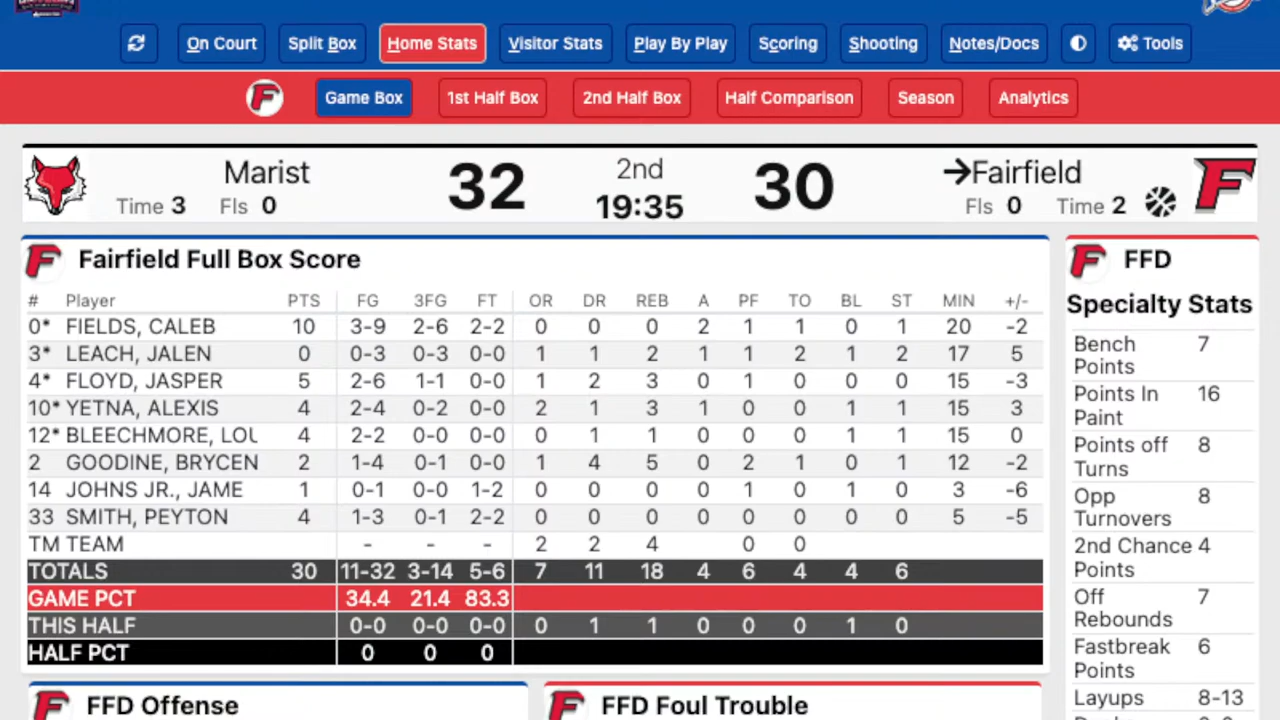 On Court Split Box Home Stats Visitor Stats Play By Play Scoring Shooting Notes/Docs Tools
F Game Box 1st Half Box 2nd Half Box Half Comparison Season Analytics
Marist 32 2nd 30 →Fairfield F
Time 3 Fls 0 19:35 Fls 0 Time 2
F Fairfield Full Box Score
# Player PTS FG 3FG FT OR DR REB A PF TO BL ST MIN +/-
0* FIELDS, CALEB 10 3-9 2-6 2-2 0 0 0 2 1 1 0 1 20 -2
3* LEACH, JALEN 0 0-3 0-3 0-0 1 1 2 1 1 2 1 2 17 5
4* FLOYD, JASPER 5 2-6 1-1 0-0 1 2 3 0 1 0 0 0 15 -3
10* YETNA, ALEXIS 4 2-4 0-2 0-0 2 1 3 1 0 0 1 1 15 3
12* BLEECHMORE, LOU 4 2-2 0-0 0-0 0 1 1 0 0 0 1 1 15 0
2 GOODINE, BRYCEN 2 1-4 0-1 0-0 1 4 5 0 2 1 0 1 12 -2
14 JOHNS JR., JAME 1 0-1 0-0 1-2 0 0 0 0 1 0 1 0 3 -6
33 SMITH, PEYTON 4 1-3 0-1 2-2 0 0 0 0 0 0 0 0 5 -5
TM TEAM - - - 2 2 4 0 0
TOTALS 30 11-32 3-14 5-6 7 11 18 4 6 4 4 6
GAME PCT 34.4 21.4 83.3
THIS HALF 0-0 0-0 0-0 0 1 1 0 0 0 1 0
HALF PCT 0 0 0
F FFD
Specialty Stats
Bench Points 7
Points In Paint 16
Points off Turns 8
Opp Turnovers 8
2nd Chance Points 4
Off Rebounds 7
Fastbreak Points 6
Layups 8-13
F FFD Offense
F FFD Foul Trouble